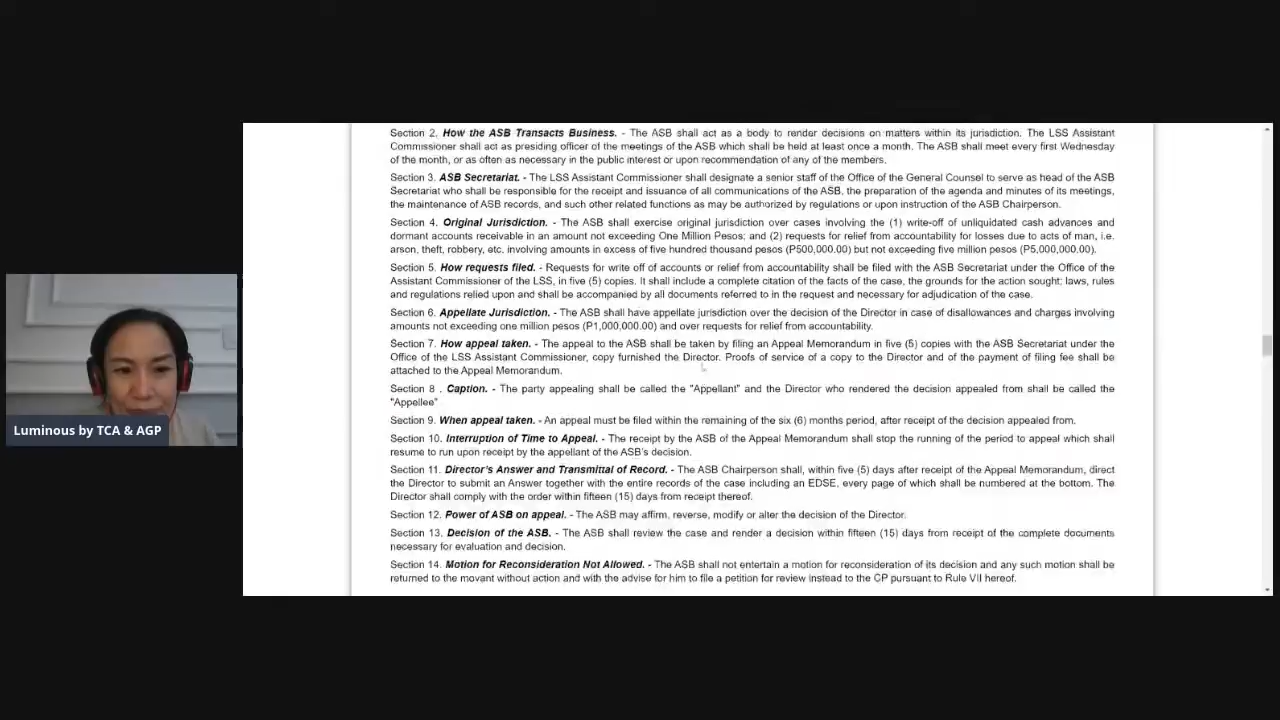 Section 2. How the ASB Transacts Business. - The ASB shall act as a body to render decisions on matters within its jurisdiction. The LSS Assistant
Commissioner shall act as presiding officer of the meetings of the ASB which shall be held at least once a month. The ASB shall meet every first Wednesday
of the month, or as often as necessary in the public interest or upon recommendation of any of the members.
Section 3. ASB Secretariat. - The LSS Assistant Commissioner shall designate a senior staff of the Office of the General Counsel to serve as head of the ASB
Secretariat who shall be responsible for the receipt and issuance of all communications of the ASB, the preparation of the agenda and minutes of its meetings,
the maintenance of ASB records, and such other related functions as may be authorized by regulations or upon instruction of the ASB Chairperson.
Section 4. Original Jurisdiction. - The ASB shall exercise original jurisdiction over cases involving the (1) write-off of unliquidated cash advances and
dormant accounts receivable in an amount not exceeding One Million Pesos; and (2) requests for relief from accountability for losses due to acts of man, i.e.
arson, theft, robbery, etc. involving amounts in excess of five hundred thousand pesos (P500,000.00) but not exceeding five million pesos (P5,000,000.00).
Section 5. How requests filed. - Requests for write off of accounts or relief from accountability shall be filed with the ASB Secretariat under the Office of the
Assistant Commissioner of the LSS, in five (5) copies. It shall include a complete citation of the facts of the case, the grounds for the action sought; laws, rules
and regulations relied upon and shall be accompanied by all documents referred to in the request and necessary for adjudication of the case.
Section 6. Appellate Jurisdiction. - The ASB shall have appellate jurisdiction over the decision of the Director in case of disallowances and charges involving
amounts not exceeding one million pesos (P1,000,000.00) and over requests for relief from accountability.
Section 7. How appeal taken. - The appeal to the ASB shall be taken by filing an Appeal Memorandum in five (5) copies with the ASB Secretariat under the
Office of the LSS Assistant Commissioner, copy furnished the Director. Proofs of service of a copy to the Director and of the payment of filing fee shall be
attached to the Appeal Memorandum.
Section 8 . Caption. - The party appealing shall be called the "Appellant" and the Director who rendered the decision appealed from shall be called the
"Appellee"
Section 9. When appeal taken. - An appeal must be filed within the remaining of the six (6) months period, after receipt of the decision appealed from.
Section 10. Interruption of Time to Appeal. - The receipt by the ASB of the Appeal Memorandum shall stop the running of the period to appeal which shall
resume to run upon receipt by the appellant of the ASB's decision.
Section 11. Director's Answer and Transmittal of Record. - The ASB Chairperson shall, within five (5) days after receipt of the Appeal Memorandum, direct
the Director to submit an Answer together with the entire records of the case including an EDSE, every page of which shall be numbered at the bottom. The
Director shall comply with the order within fifteen (15) days from receipt thereof.
Luminous by TCA & AGP
Section 12. Power of ASB on appeal. - The ASB may affirm, reverse, modify or alter the decision of the Director.
Section 13. Decision of the ASB. - The ASB shall review the case and render a decision within fifteen (15) days from receipt of the complete documents
necessary for evaluation and decision.
Section 14. Motion for Reconsideration Not Allowed. - The ASB shall not entertain a motion for reconsideration of its decision and any such motion shall be
returned to the movant without action and with the advise for him to file a petition for review instead to the CP pursuant to Rule VII hereof.